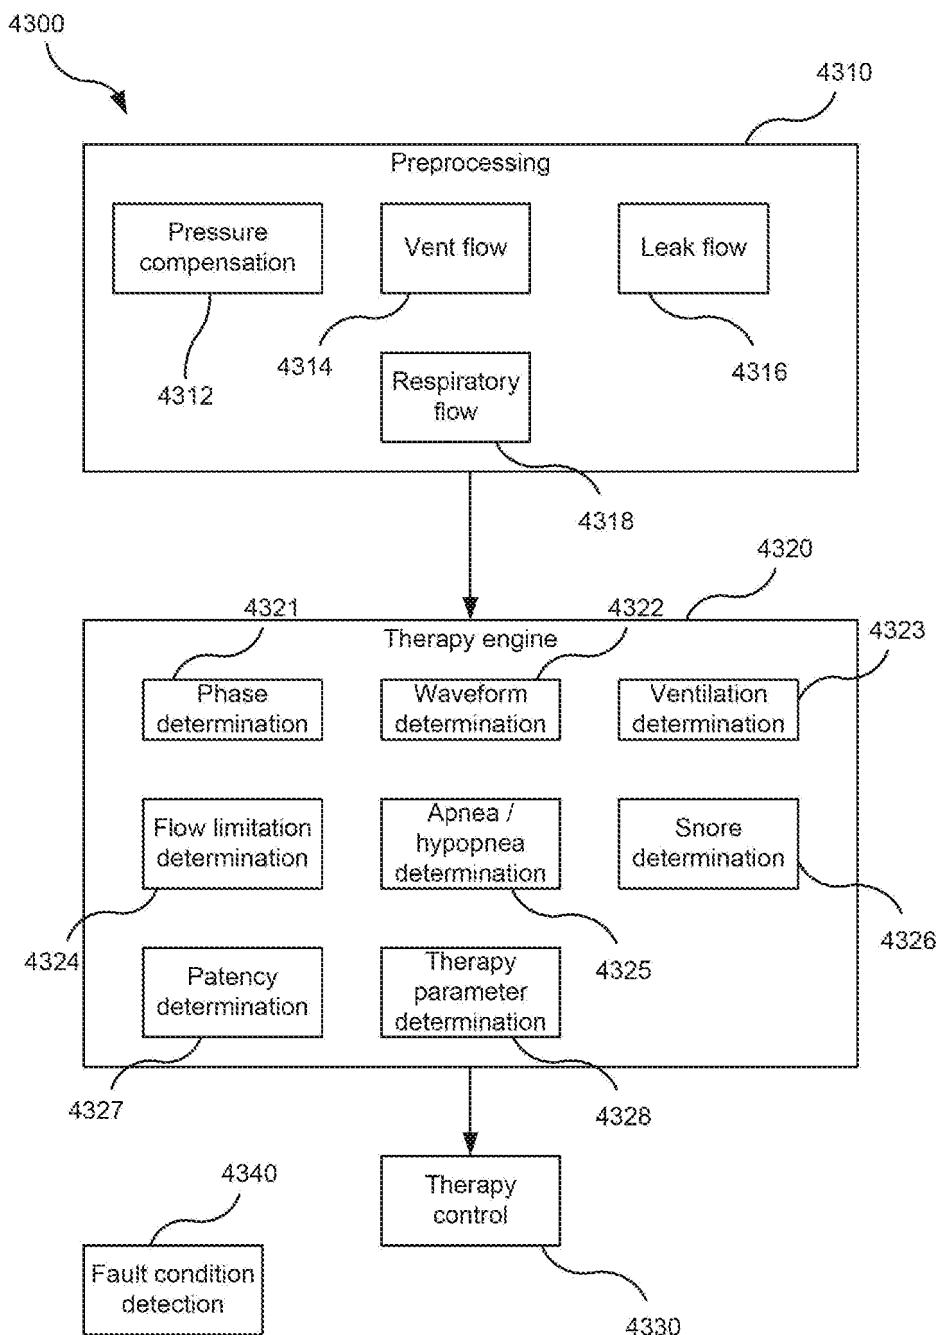 4300
4310
Preprocessing
Pressure
compensation
Vent flow
Leak flow
4312
4314
4316
Respiratory
flow
4318
4320
4321
4322
4323
Therapy engine
Phase
determination
Waveform
determination
Ventilation
determination
Flow limitation
determination
Apnea /
hypopnea
determination
Snore
determination
4324
4325
4326
Patency
determination
Therapy
parameter
determination
4327
4328
4340
Therapy
control
Fault condition
detection
4330